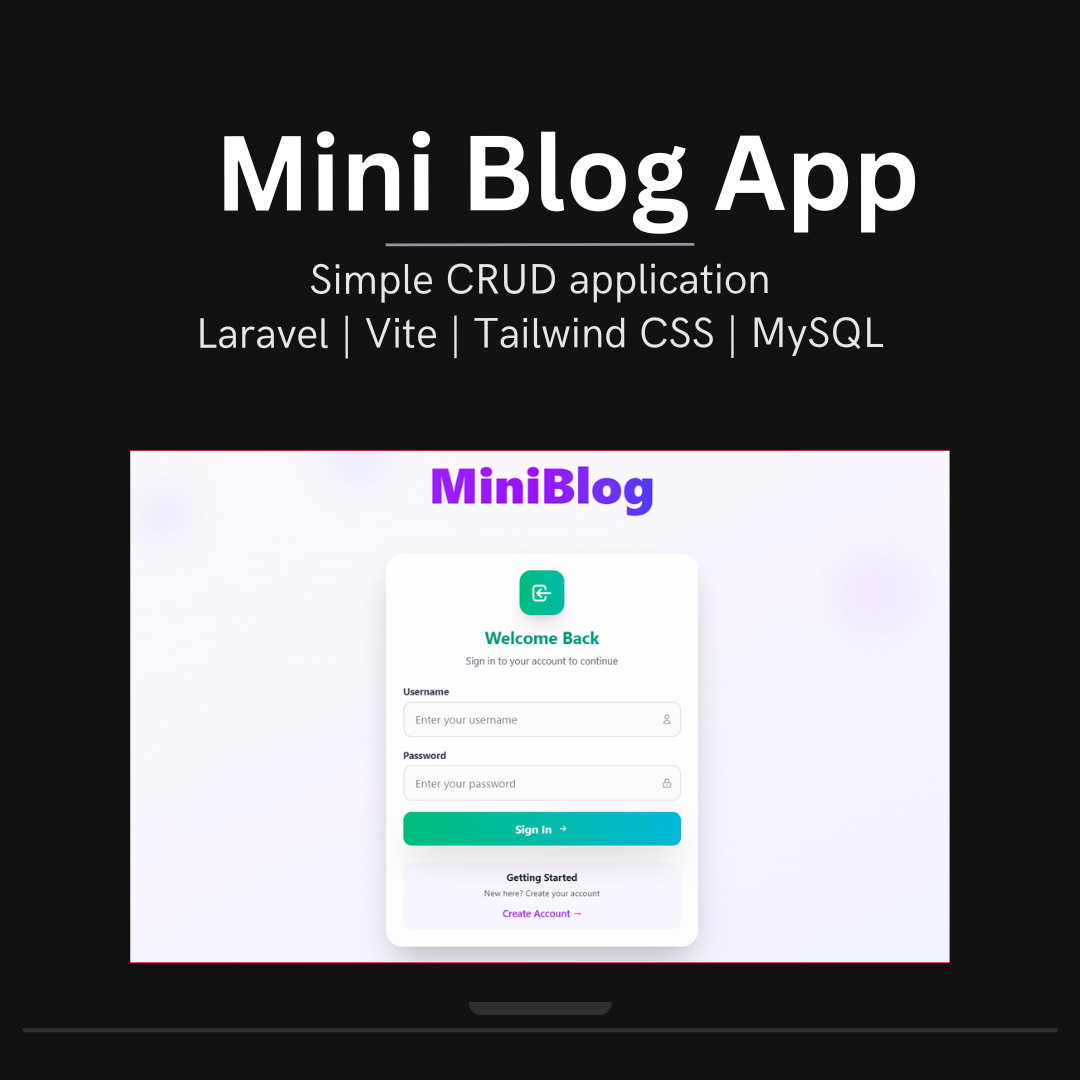 Mini Blog App
Simple CRUD application
Laravel | Vite | Tailwind CSS | MySQL
MiniBlog
Welcome Back
Sign in to your account to continue
Username
Enter your username
Password
Enter your password
Sign In →
Getting Started
New here? Create your account
Create Account →